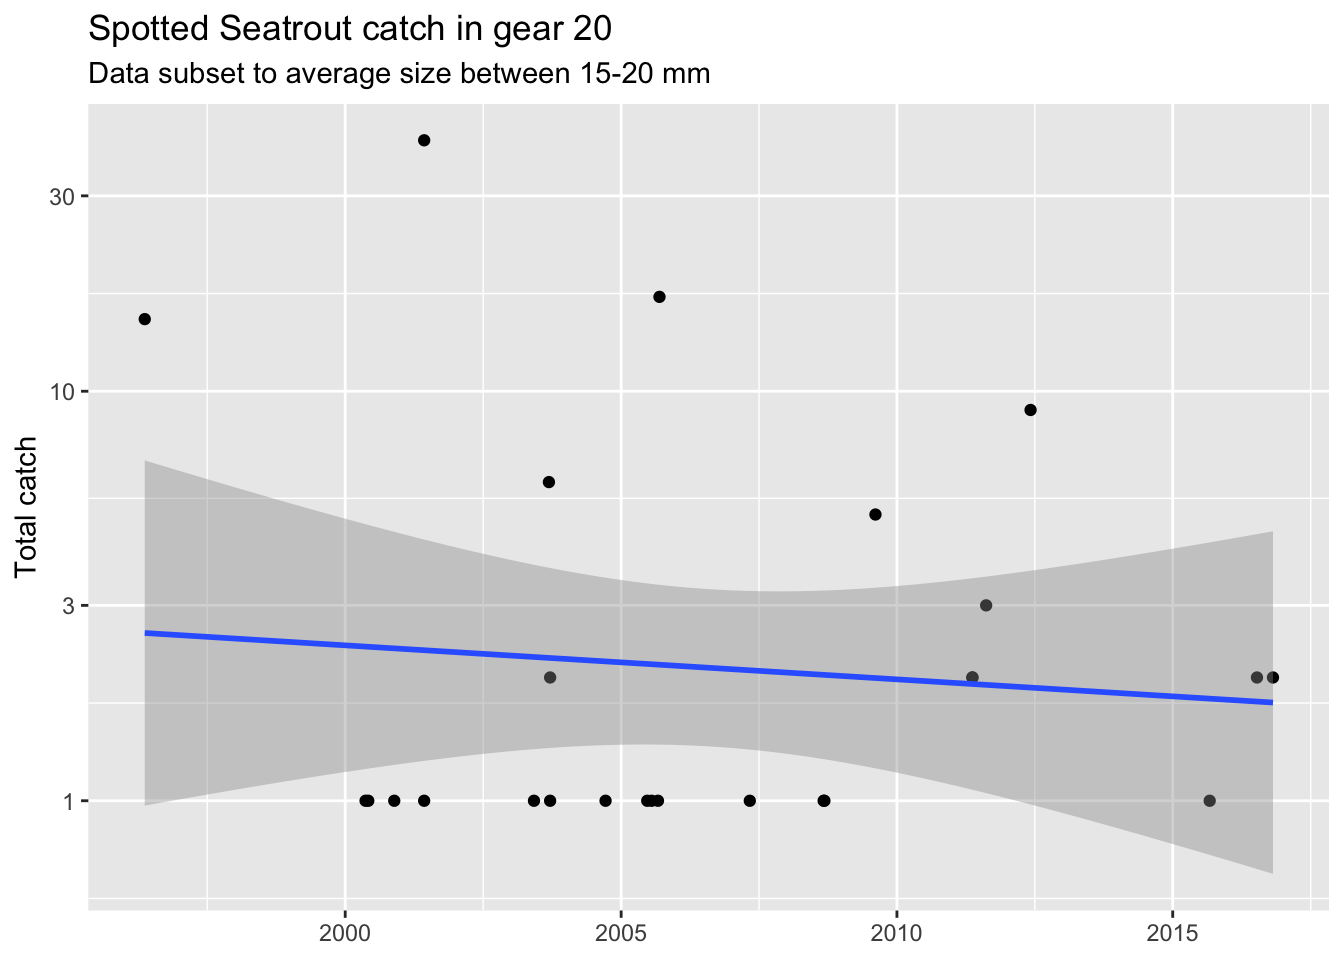 Spotted Seatrout catch in gear 20
Data subset to average size between 15-20 mm
Total catch
30
10
3
1
2000
2005
2010
2015